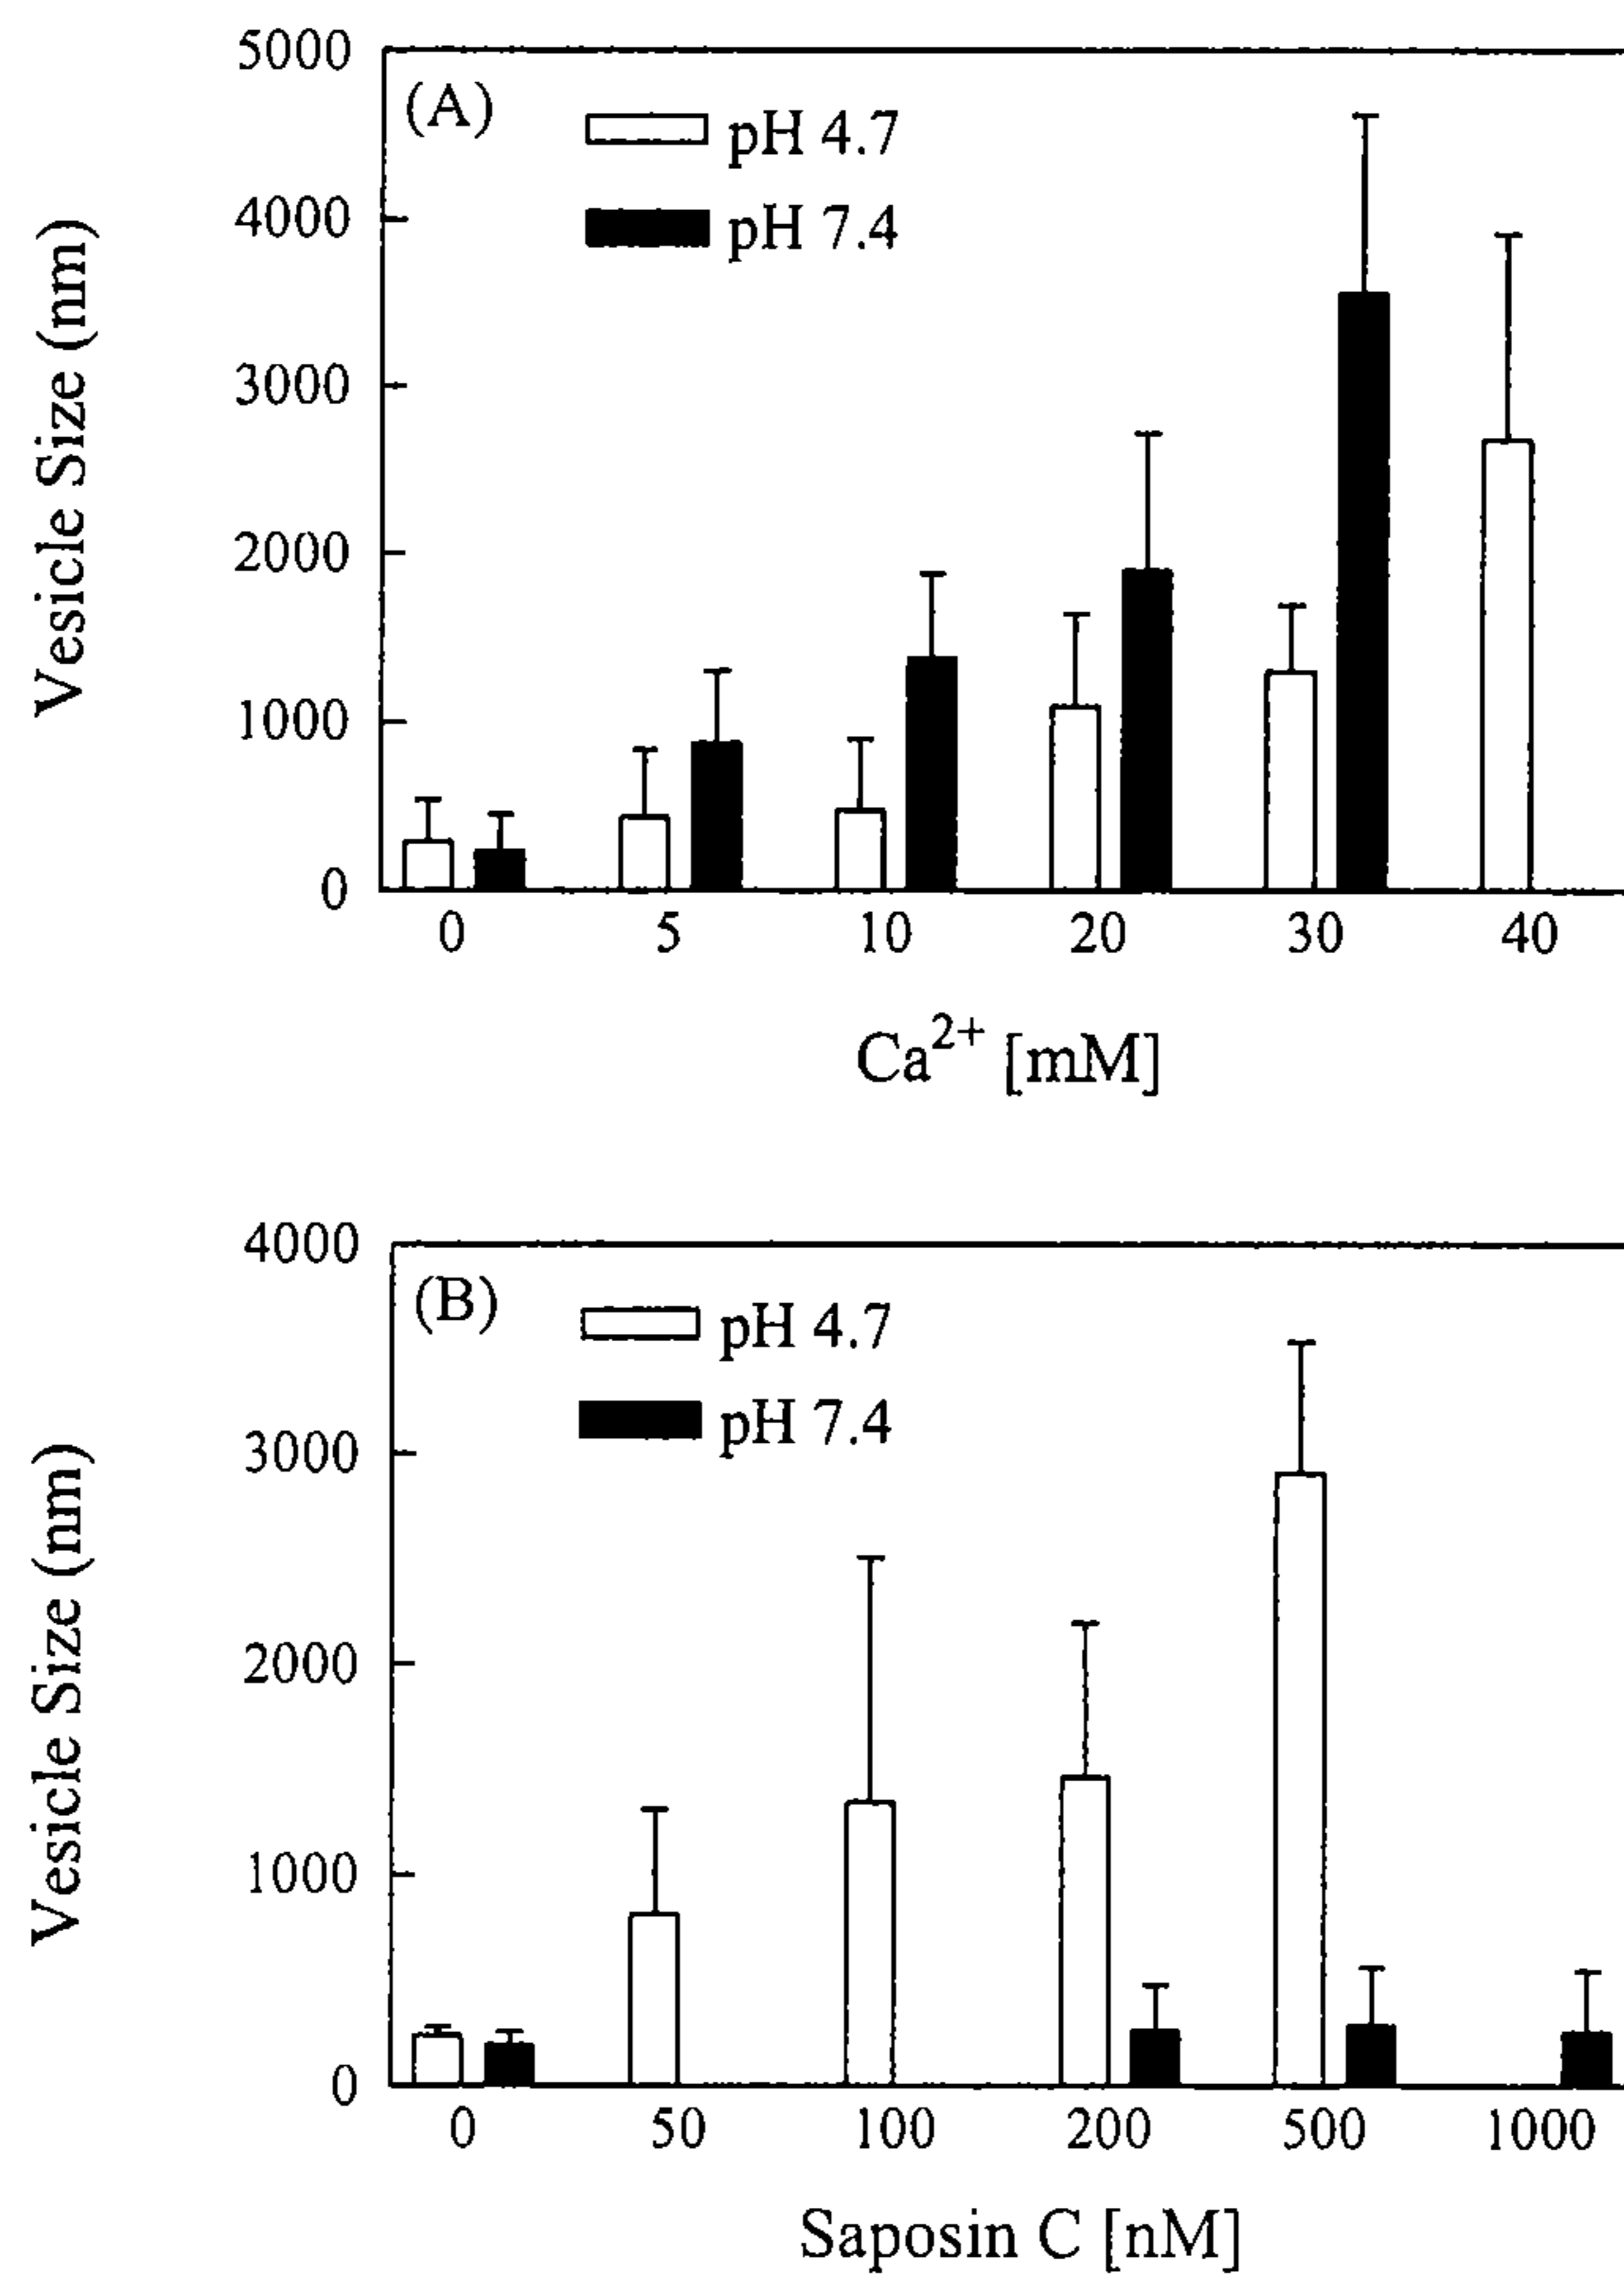 5000
(A)
pH 4.7
pH 7.4
4000
3000
2000
1000
0
Vesicle Size (nm)
0 5 10 20 30 40
Ca²⁺ [mM]
4000
(B)
pH 4.7
pH 7.4
3000
2000
1000
0
Vesicle Size (nm)
0 50 100 200 500 1000
Saposin C [nM]